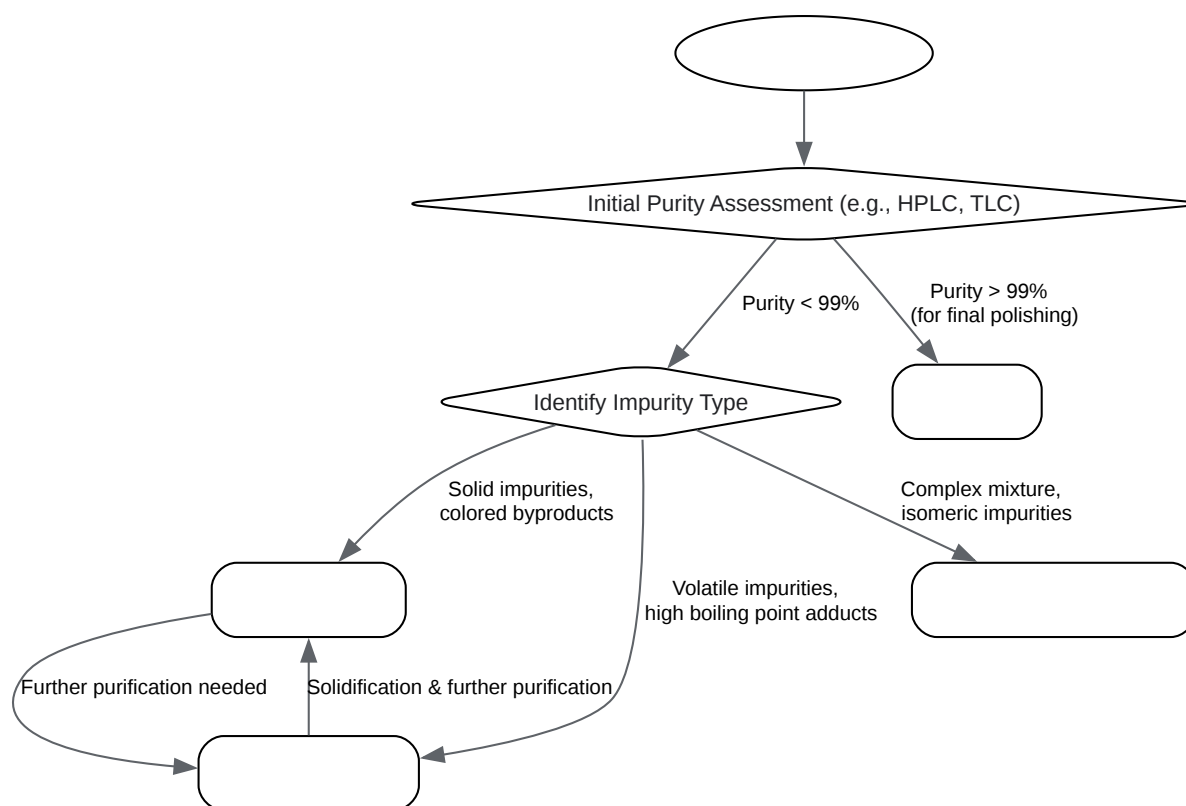 Initial Purity Assessment (e.g., HPLC, TLC)
Purity < 99%
Purity > 99%
(for final polishing)
Identify Impurity Type
Solid impurities,
colored byproducts
Complex mixture,
isomeric impurities
Volatile impurities,
high boiling point adducts
Further purification needed
Solidification & further purification